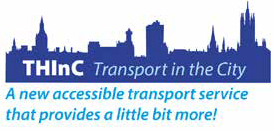 THInC Transport in the City
A new accessible transport service
that provides a little bit more!